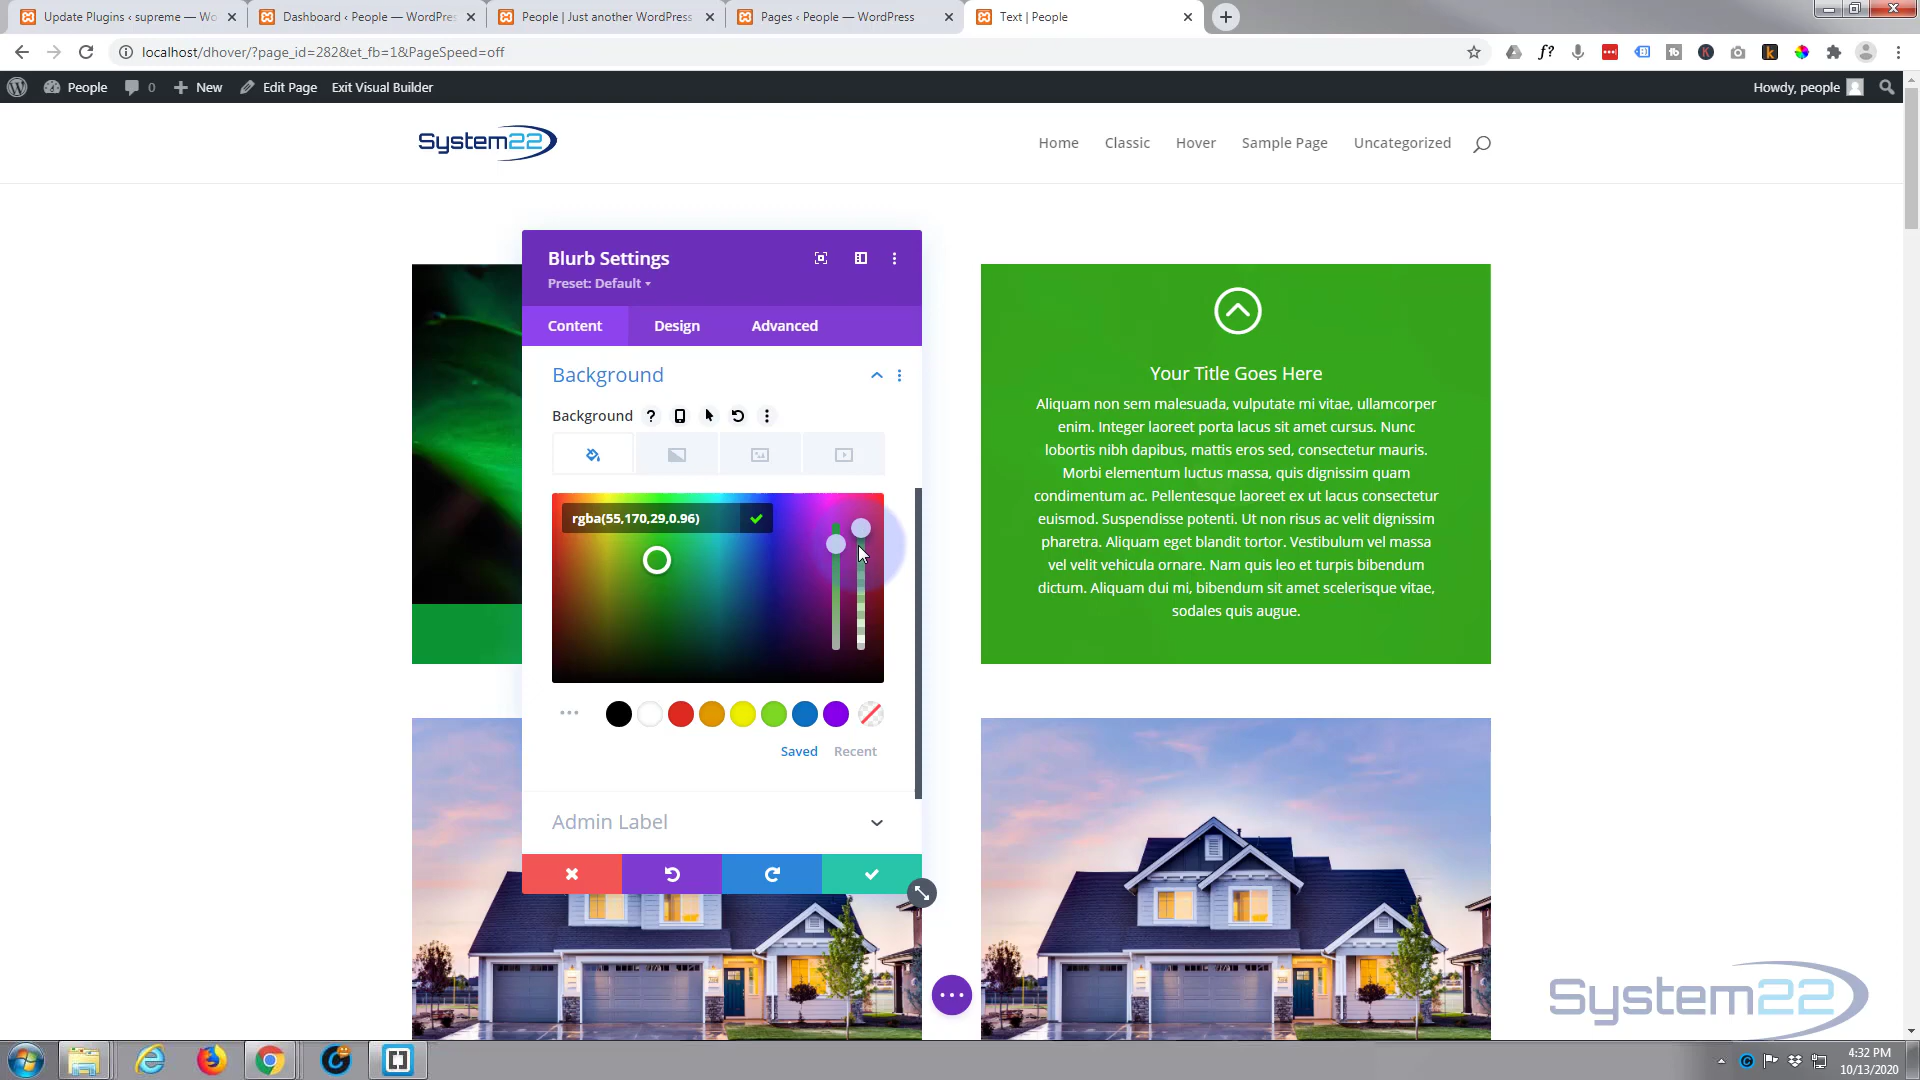 Update Plugins ‹ supreme — Wo
Dashboard ‹ People — WordPres
People | Just another WordPress
Pages ‹ People — WordPress
Text | People
localhost/dhover/?page_id=282&et_fb=1&PageSpeed=off
People
0
New
Edit Page
Exit Visual Builder
Howdy, people
System22
Home
Classic
Hover
Sample Page
Uncategorized
Blurb Settings
Preset: Default
Content
Design
Advanced
Background
Background
rgba(55,170,29,0.96)
Saved
Recent
Admin Label
Your Title Goes Here
Aliquam non sem malesuada, vulputate mi vitae, ullamcorper
enim. Integer laoreet porta lacus sit amet cursus. Nunc
lobortis nibh dapibus, mattis eros sed, consectetur mauris.
Morbi elementum luctus massa, quis dignissim quam
condimentum ac. Pellentesque laoreet ex ut lacus consectetur
euismod. Suspendisse potenti. Ut non risus ac velit dignissim
pharetra. Aliquam eget blandit tortor. Vestibulum vel massa
vel velit vehicula ornare. Nam quis leo et turpis bibendum
dictum. Aliquam dui mi, bibendum sit amet scelerisque vitae,
sodales quis augue.
System22
4:32 PM
10/13/2020